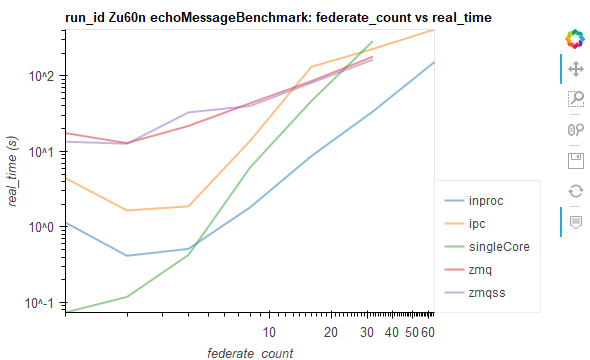 run_id Zu60n echoMessageBenchmark: federate_count vs real_time
real_time (s)
10^2
10^1
10^0
10^-1
10
20
30
40
50
60
federate_count
inproc
ipc
singleCore
zmq
zmqss